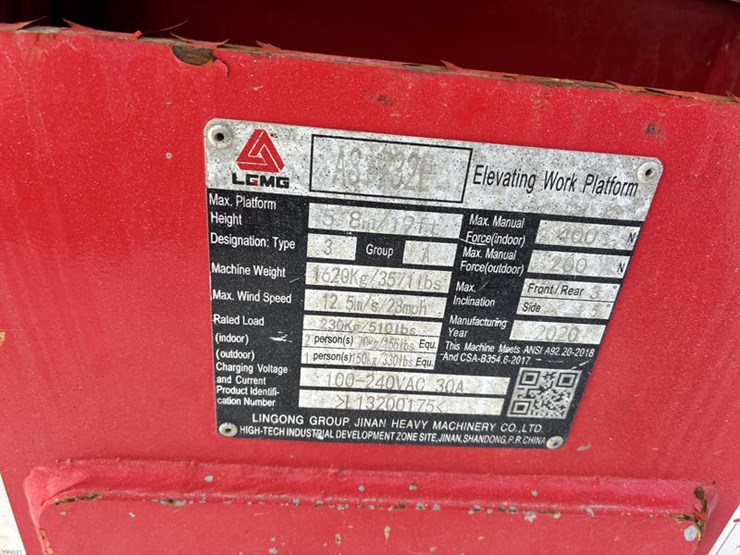 LGMG
Elevating Work Platform
Max. Platform
Height
5.8m/19ft
Max. Manual
Force(indoor)
400 N
Designation: Type 3 Group A
Max. Manual
Force(outdoor)
200 N
Machine Weight 1620Kg/3571lbs
Max.
Inclination
Front/Rear 3°
Side
Max. Wind Speed 12.5m/s/28mph
Manufacturing
Year
2020
Rated Load
230Kg/510lbs
(indoor) 2 person(s) 70kg/156lbs Equ.
(outdoor) 1 person(s) 150kg/330lbs Equ.
This Machine Meets ANSI A92.20-2018
And CSA-B354.6-2017
Charging Voltage
and Current
100-240VAC 30A
Product Identifi-
cation Number
>L13200175<
LINGONG GROUP JINAN HEAVY MACHINERY CO.,LTD.
HIGH-TECH INDUSTRIAL DEVELOPMENT ZONE SITE,JINAN,SHANDONG,P.R.CHINA